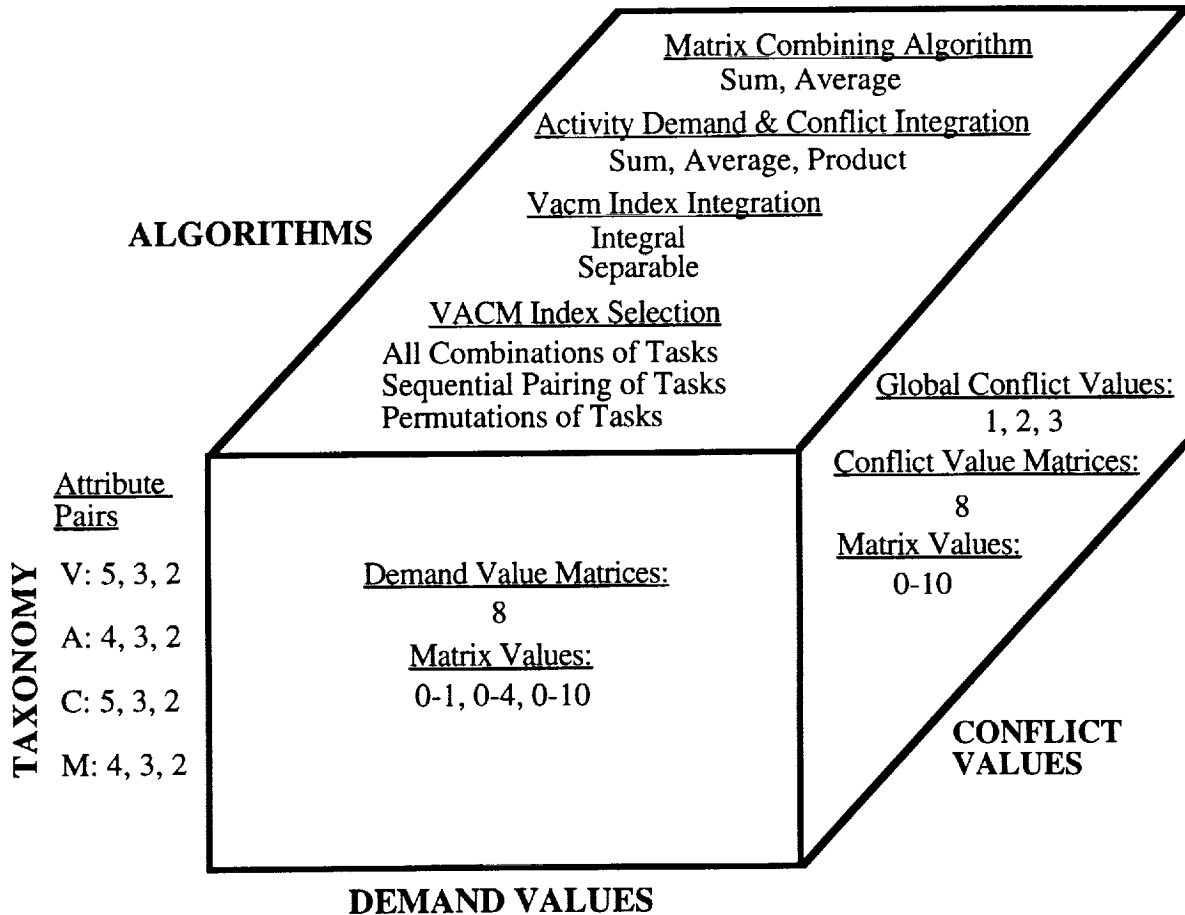 Matrix Combining Algorithm
Sum, Average
Activity Demand & Conflict Integration
Sum, Average, Product
Vacm Index Integration
Integral
Separable
ALGORITHMS
VACM Index Selection
All Combinations of Tasks
Sequential Pairing of Tasks
Permutations of Tasks
Global Conflict Values:
1, 2, 3
Conflict Value Matrices:
8
Matrix Values:
0-10
CONFLICT
VALUES
TAXONOMY
Attribute
Pairs
V: 5, 3, 2
A: 4, 3, 2
C: 5, 3, 2
M: 4, 3, 2
Demand Value Matrices:
8
Matrix Values:
0-1, 0-4, 0-10
DEMAND VALUES